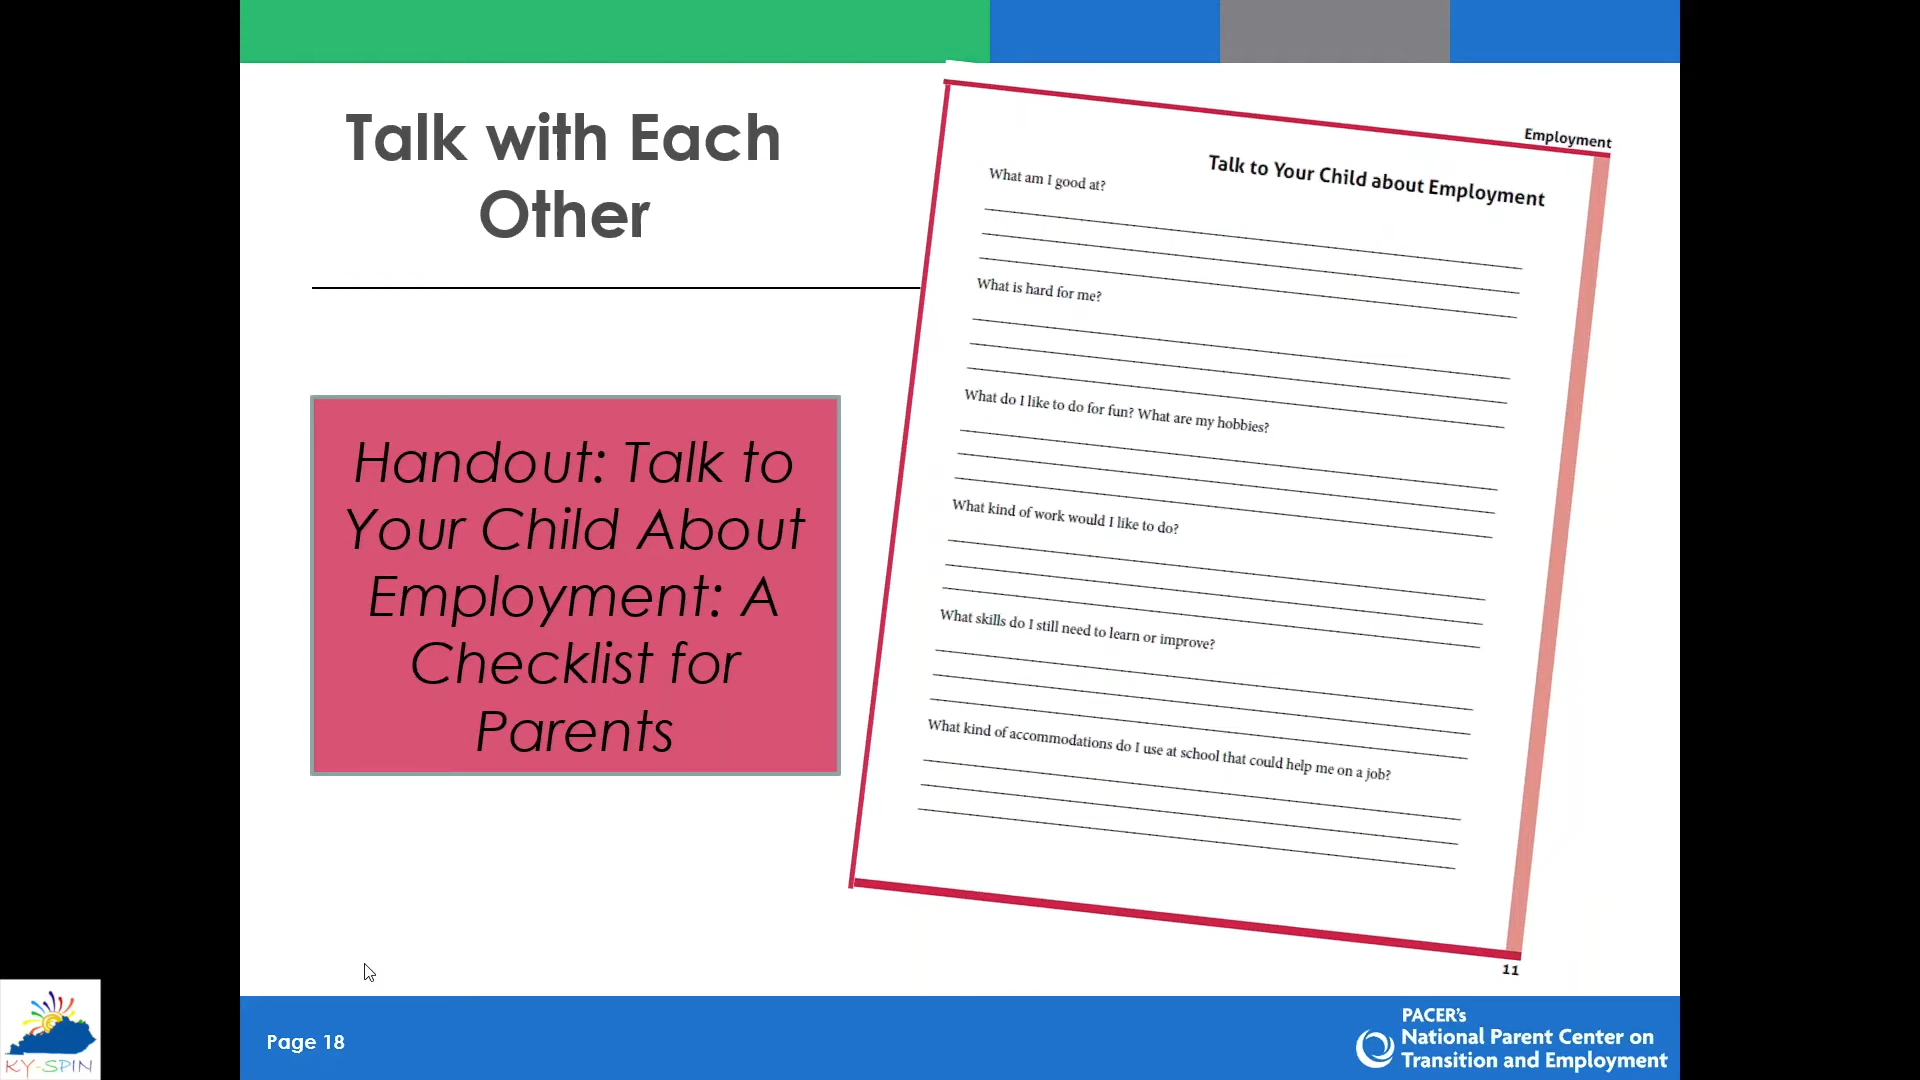 Talk with Each
Other
Handout: Talk to
Your Child About
Employment: A
Checklist for
Parents
Employment
Talk to Your Child about Employment
What am I good at?
What is hard for me?
What do I like to do for fun? What are my hobbies?
What kind of work would I like to do?
What skills do I still need to learn or improve?
What kind of accommodations do I use at school that could help me on a job?
11
KY-SPIN
Page 18
PACER's
National Parent Center on
Transition and Employment